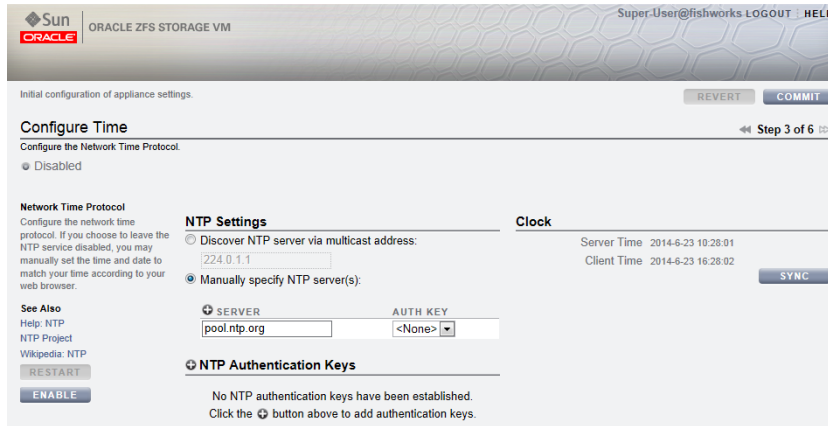 Sun
ORACLE
ORACLE ZFS STORAGE VM
Super-User@fishworks LOGOUT HELP
Initial configuration of appliance settings.
REVERT COMMIT
Configure Time
Step 3 of 6
Configure the Network Time Protocol.
Disabled
Network Time Protocol
Configure the network time
protocol. If you choose to leave the
NTP service disabled, you may
manually set the time and date to
match your time according to your
web browser.
See Also
Help: NTP
NTP Project
Wikipedia: NTP
RESTART
ENABLE
NTP Settings
Discover NTP server via multicast address:
224.0.1.1
Manually specify NTP server(s):
SERVER AUTH KEY
pool.ntp.org <None>
NTP Authentication Keys
No NTP authentication keys have been established.
Click the button above to add authentication keys.
Clock
Server Time 2014-6-23 10:28:01
Client Time 2014-6-23 16:28:02
SYNC